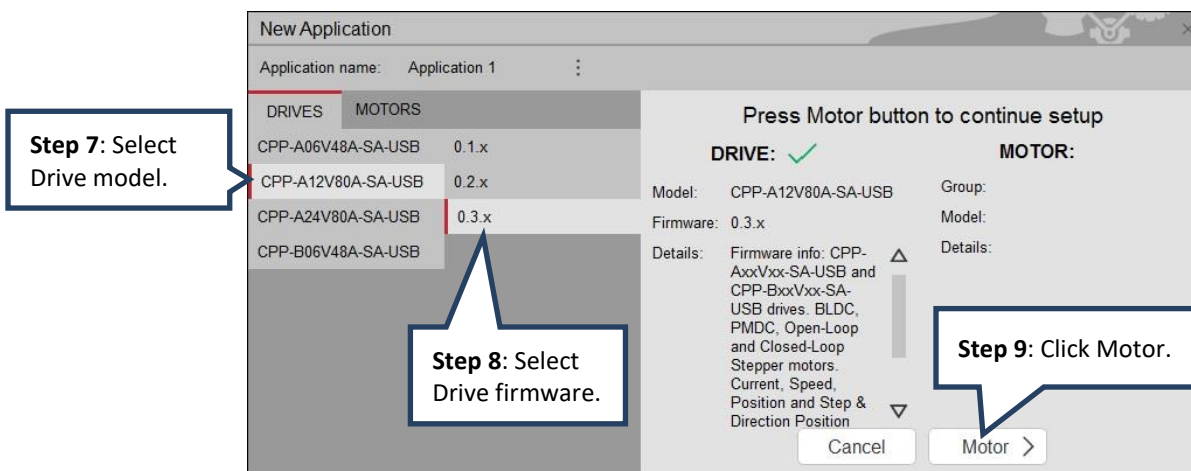 New Application
Application name: Application 1
DRIVES MOTORS
CPP-A06V48A-SA-USB 0.1.x
CPP-A12V80A-SA-USB 0.2.x
CPP-A24V80A-SA-USB 0.3.x
CPP-B06V48A-SA-USB
Step 7: Select
Drive model.
Step 8: Select
Drive firmware.
Press Motor button to continue setup
DRIVE:
Model: CPP-A12V80A-SA-USB
Firmware: 0.3.x
Details: Firmware info: CPP-
AxxVxx-SA-USB and
CPP-BxxVxx-SA-
USB drives. BLDC,
PMDC, Open-Loop
and Closed-Loop
Stepper motors.
Current, Speed,
Position and Step &
Direction Position
MOTOR:
Group:
Model:
Details:
Step 9: Click Motor.
Cancel Motor